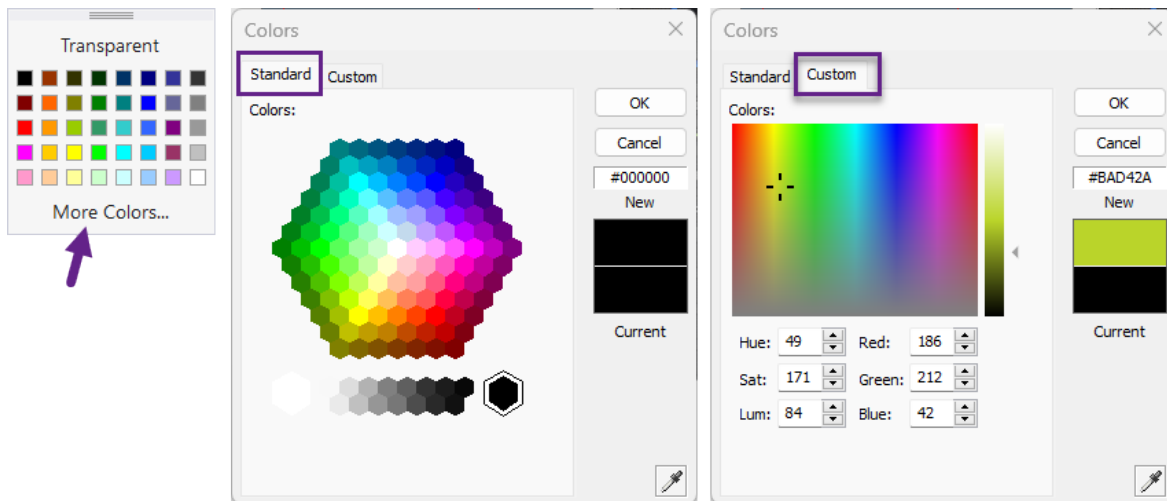 Transparent
More Colors...
Colors
Standard
Custom
Colors:
OK
Cancel
#000000
New
Current
Colors
Standard
Custom
Colors:
OK
Cancel
#BAD42A
New
Current
Hue: 49 Red: 186
Sat: 171 Green: 212
Lum: 84 Blue: 42